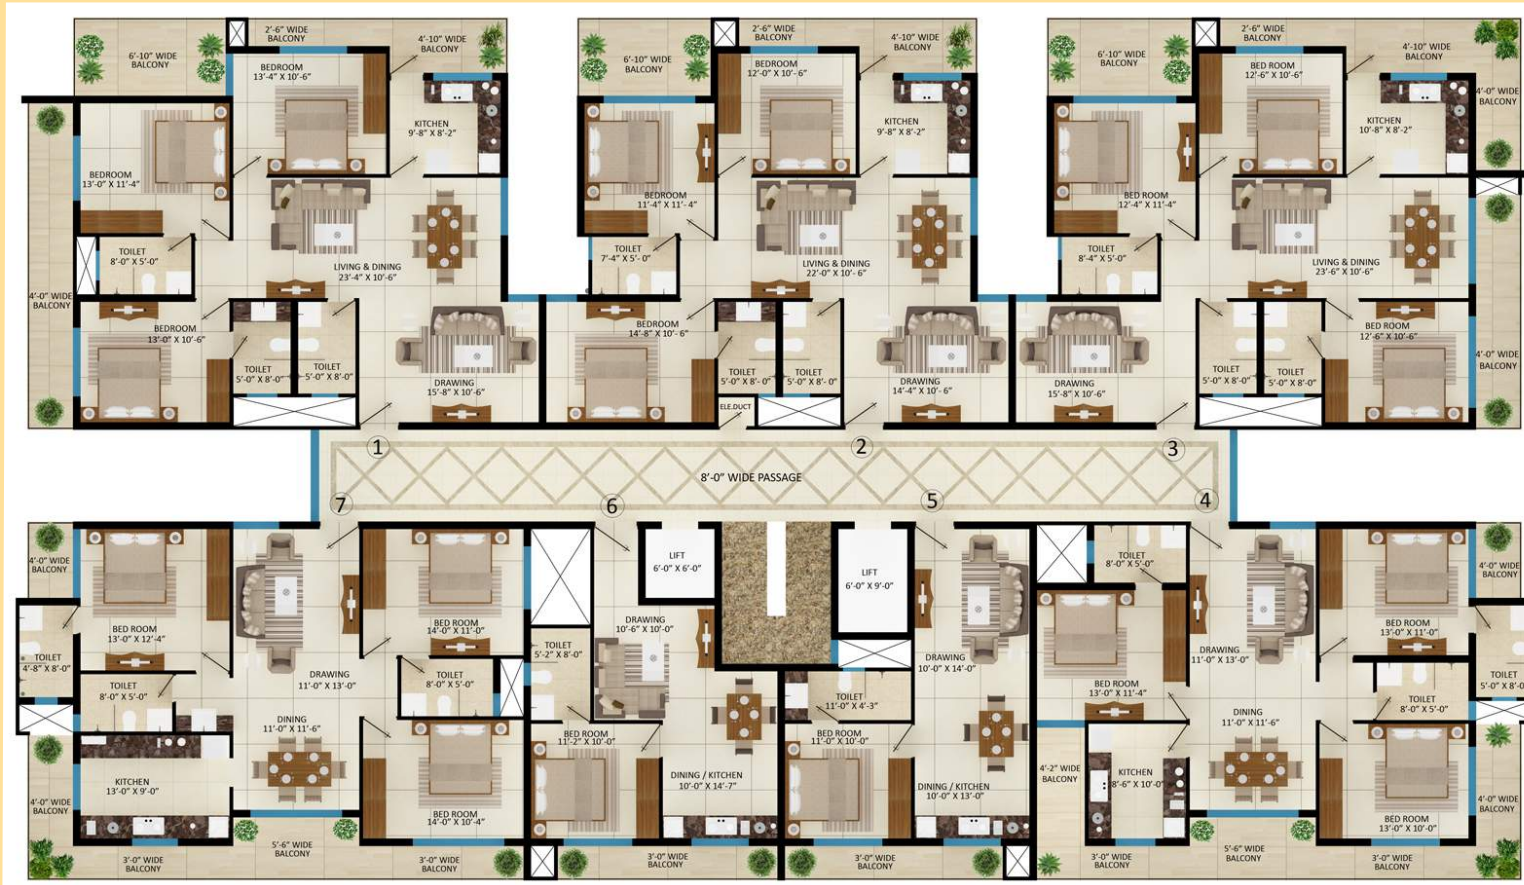 2'-6" WIDE
BALCONY
4'-10" WIDE
BALCONY
6'-10" WIDE
BALCONY
BEDROOM
13'-4" X 10'-6"
KITCHEN
9'-8" X 8'-2"
BEDROOM
13'-0" X 11'-4"
TOILET
8'-0" X 5'-0"
LIVING & DINING
23'-4" X 10'-6"
4'-0" WIDE
BALCONY
BEDROOM
13'-0" X 10'-6"
TOILET
5'-0" X 8'-0"
TOILET
5'-0" X 8'-0"
DRAWING
15'-8" X 10'-6"
1
2'-6" WIDE
BALCONY
4'-10" WIDE
BALCONY
6'-10" WIDE
BALCONY
BEDROOM
12'-0" X 10'-6"
KITCHEN
9'-8" X 8'-2"
BEDROOM
11'-4" X 11'-4"
TOILET
7'-4" X 5'-0"
LIVING & DINING
22'-0" X 10'-6"
BEDROOM
14'-8" X 10'-6"
TOILET
5'-0" X 8'-0"
TOILET
5'-0" X 8'-0"
DRAWING
14'-4" X 10'-6"
ELE.DUCT
2
2'-6" WIDE
BALCONY
4'-10" WIDE
BALCONY
6'-10" WIDE
BALCONY
BED ROOM
12'-6" X 10'-6"
4'-0" WIDE
BALCONY
KITCHEN
10'-8" X 8'-2"
BED ROOM
12'-4" X 11'-4"
TOILET
8'-4" X 5'-0"
LIVING & DINING
23'-6" X 10'-6"
BED ROOM
12'-6" X 10'-6"
4'-0" WIDE
BALCONY
TOILET
5'-0" X 8'-0"
TOILET
5'-0" X 8'-0"
DRAWING
15'-8" X 10'-6"
3
8'-0" WIDE PASSAGE
7
6
5
4
4'-0" WIDE
BALCONY
BED ROOM
13'-0" X 12'-4"
TOILET
4'-8" X 8'-0"
TOILET
8'-0" X 5'-0"
DRAWING
11'-0" X 13'-0"
DINING
11'-0" X 11'-6"
BED ROOM
14'-0" X 11'-0"
TOILET
8'-0" X 5'-0"
KITCHEN
13'-0" X 9'-0"
4'-0" WIDE
BALCONY
BED ROOM
14'-0" X 10'-4"
3'-0" WIDE
BALCONY
5'-6" WIDE
BALCONY
3'-0" WIDE
BALCONY
LIFT
6'-0" X 6'-0"
DRAWING
10'-6" X 10'-0"
TOILET
5'-2" X 8'-0"
BED ROOM
11'-2" X 10'-0"
DINING / KITCHEN
10'-0" X 14'-7"
3'-0" WIDE
BALCONY
LIFT
6'-0" X 9'-0"
DRAWING
10'-0" X 14'-0"
TOILET
11'-0" X 4'-3"
BED ROOM
11'-0" X 10'-0"
DINING / KITCHEN
10'-0" X 13'-0"
3'-0" WIDE
BALCONY
TOILET
8'-0" X 5'-0"
4'-0" WIDE
BALCONY
BED ROOM
13'-0" X 11'-0"
DRAWING
11'-0" X 13'-0"
BED ROOM
13'-0" X 11'-4"
TOILET
5'-0" X 8'-0"
TOILET
8'-0" X 5'-0"
DINING
11'-0" X 11'-6"
4'-2" WIDE
BALCONY
KITCHEN
8'-6" X 10'-0"
4'-0" WIDE
BALCONY
BED ROOM
13'-0" X 10'-0"
3'-0" WIDE
BALCONY
5'-6" WIDE
BALCONY
3'-0" WIDE
BALCONY